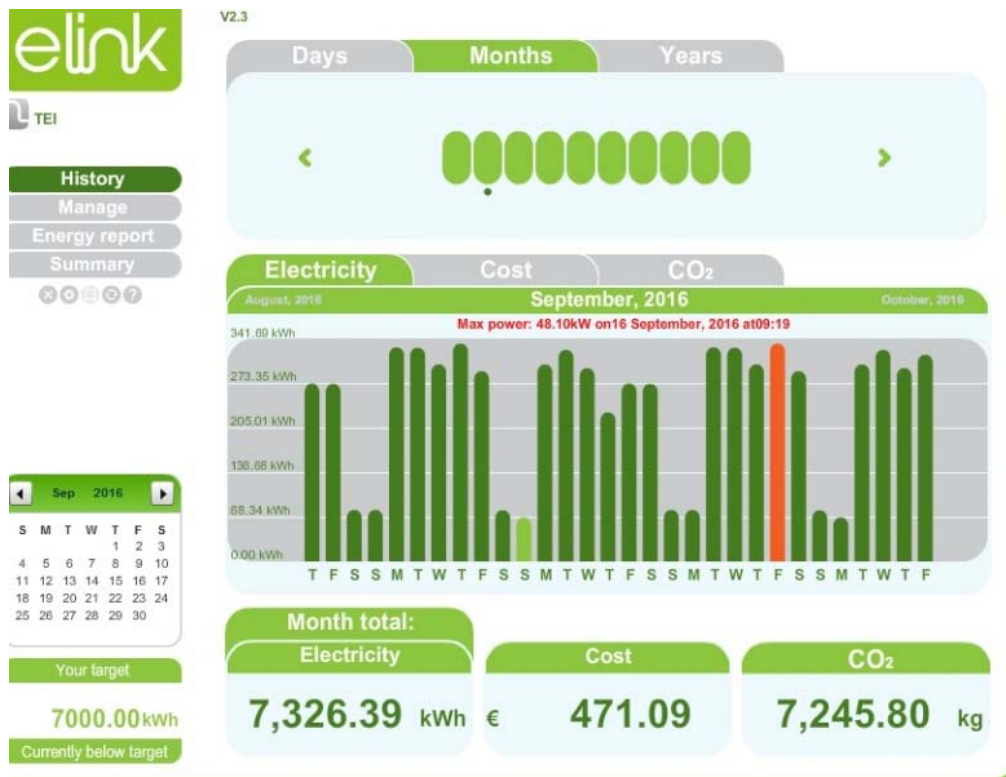 V2.3
elink
TEI
History
Manage
Energy report
Summary
Days Months Years
Electricity Cost CO₂
August, 2016 September, 2016 October, 2016
Max power: 48.10kW on16 September, 2016 at09:19
341.69 kWh
273.35 kWh
205.01 kWh
136.68 kWh
68.34 kWh
0.00 kWh
T F S S M T W T F S S M T W T F S S M T W T F S S M T W T F
Sep 2016
S M T W T F S
1 2 3
4 5 6 7 8 9 10
11 12 13 14 15 16 17
18 19 20 21 22 23 24
25 26 27 28 29 30
Your target
7000.00 kWh
Currently below target
Month total:
Electricity
7,326.39 kWh
Cost
€ 471.09
CO₂
7,245.80 kg